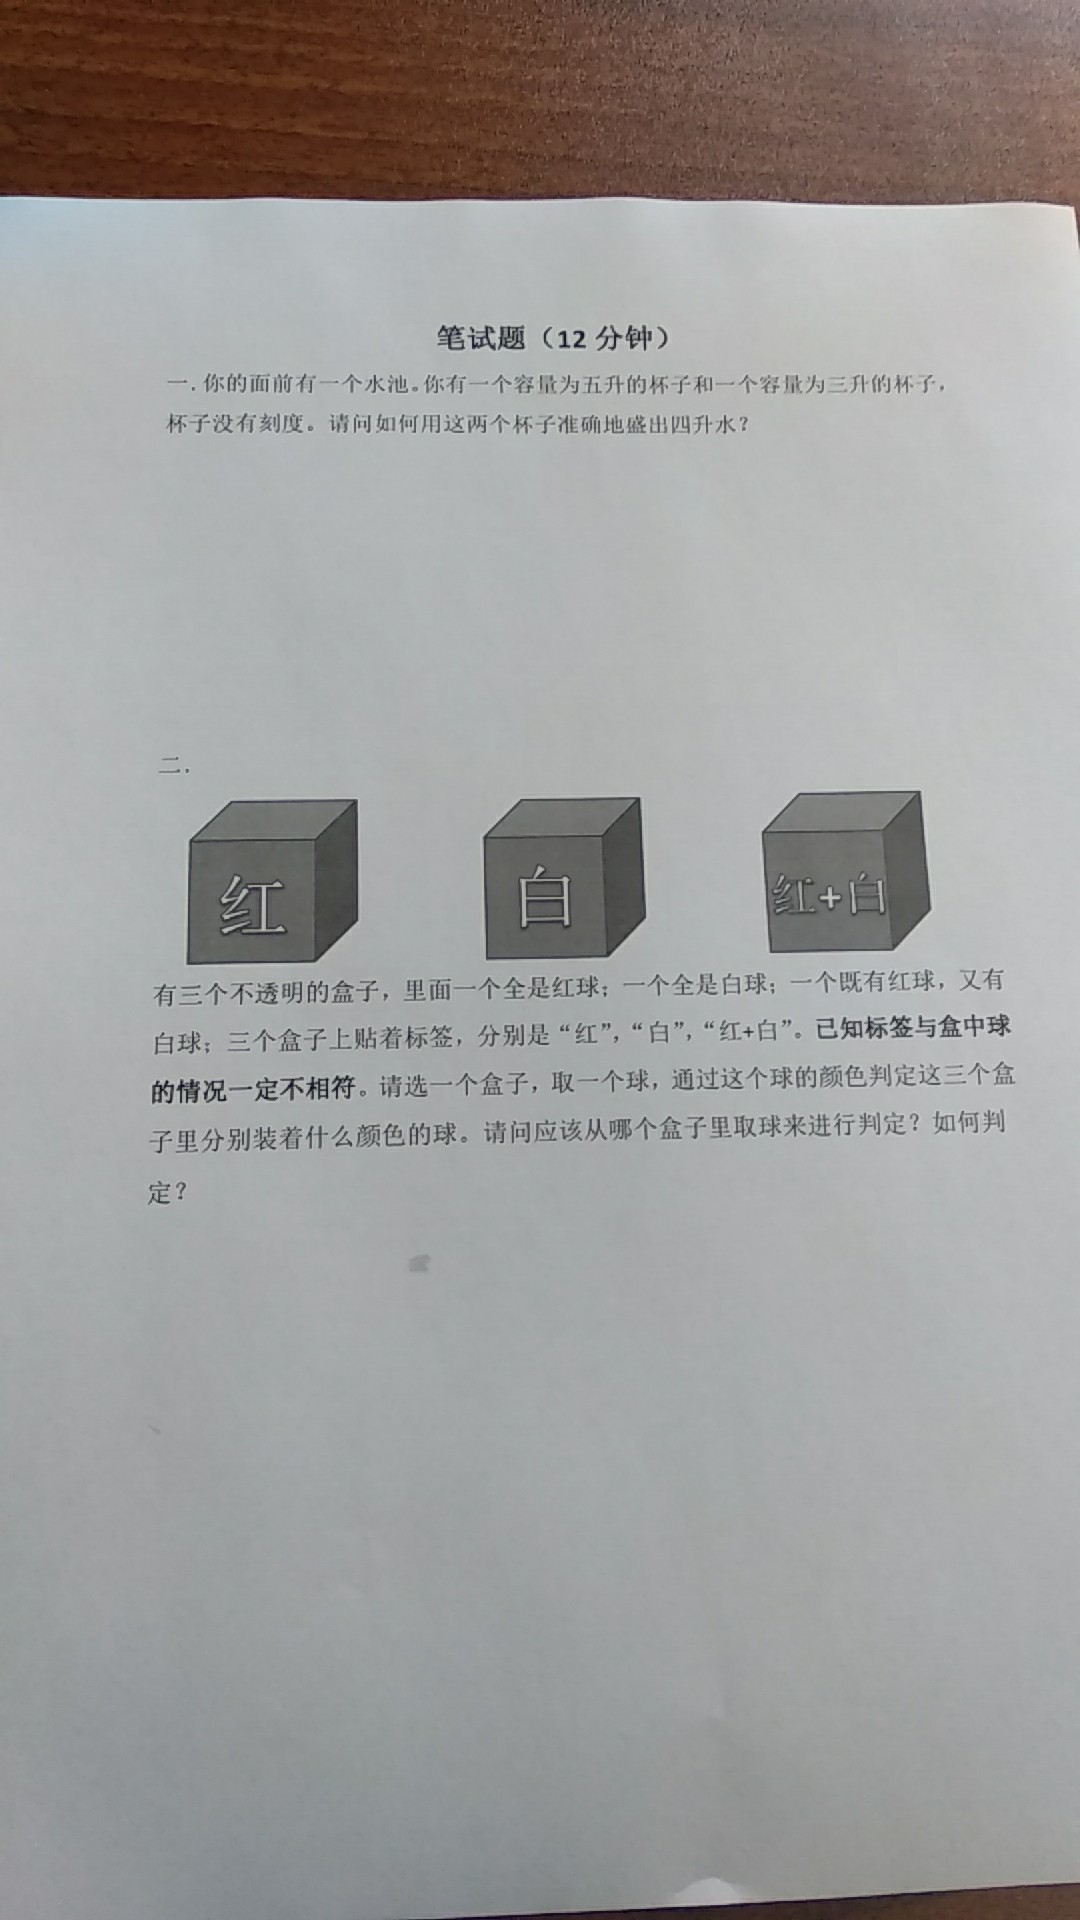 笔试题（12 分钟）
一. 你的面前有一个水池。你有一个容量为五升的杯子和一个容量为三升的杯子，
杯子没有刻度。请问如何用这两个杯子准确地盛出四升水？
二.
红
白
红+白
有三个不透明的盒子，里面一个全是红球；一个全是白球；一个既有红球，又有
白球；三个盒子上贴着标签，分别是“红”，“白”，“红+白”。已知标签与盒中球
的情况一定不相符。请选一个盒子，取一个球，通过这个球的颜色判定这三个盒
子里分别装着什么颜色的球。请问应该从哪个盒子里取球来进行判定？如何判
定？